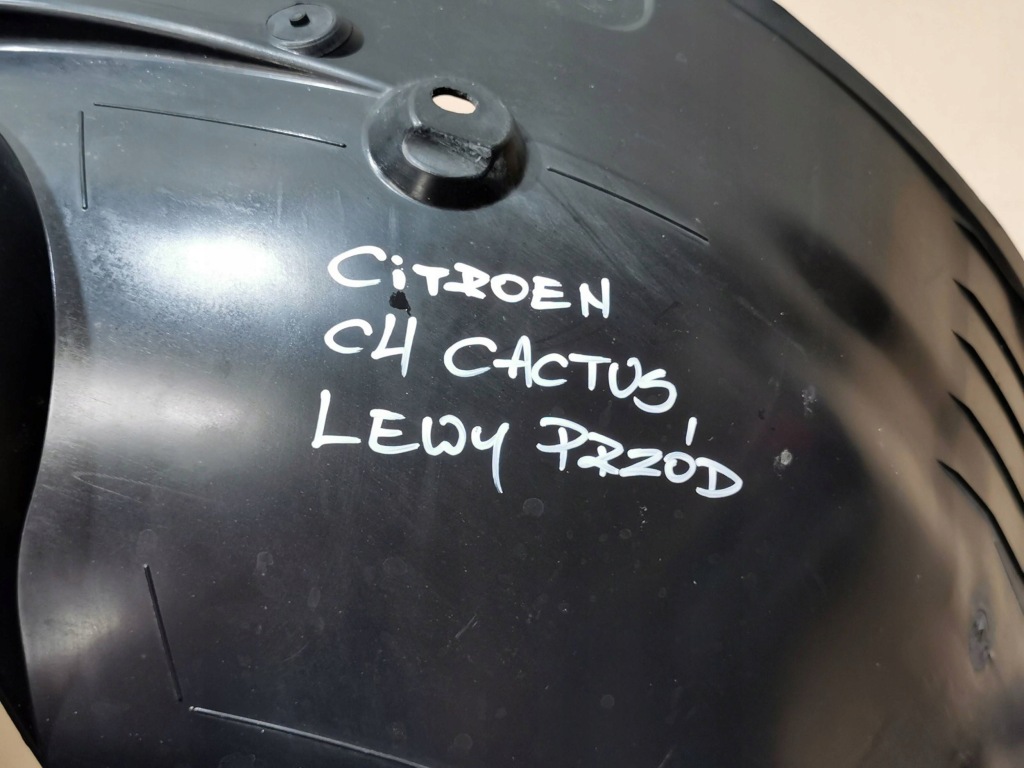 CiTROEN
C4 CACTUS
LEWY PRZÓD